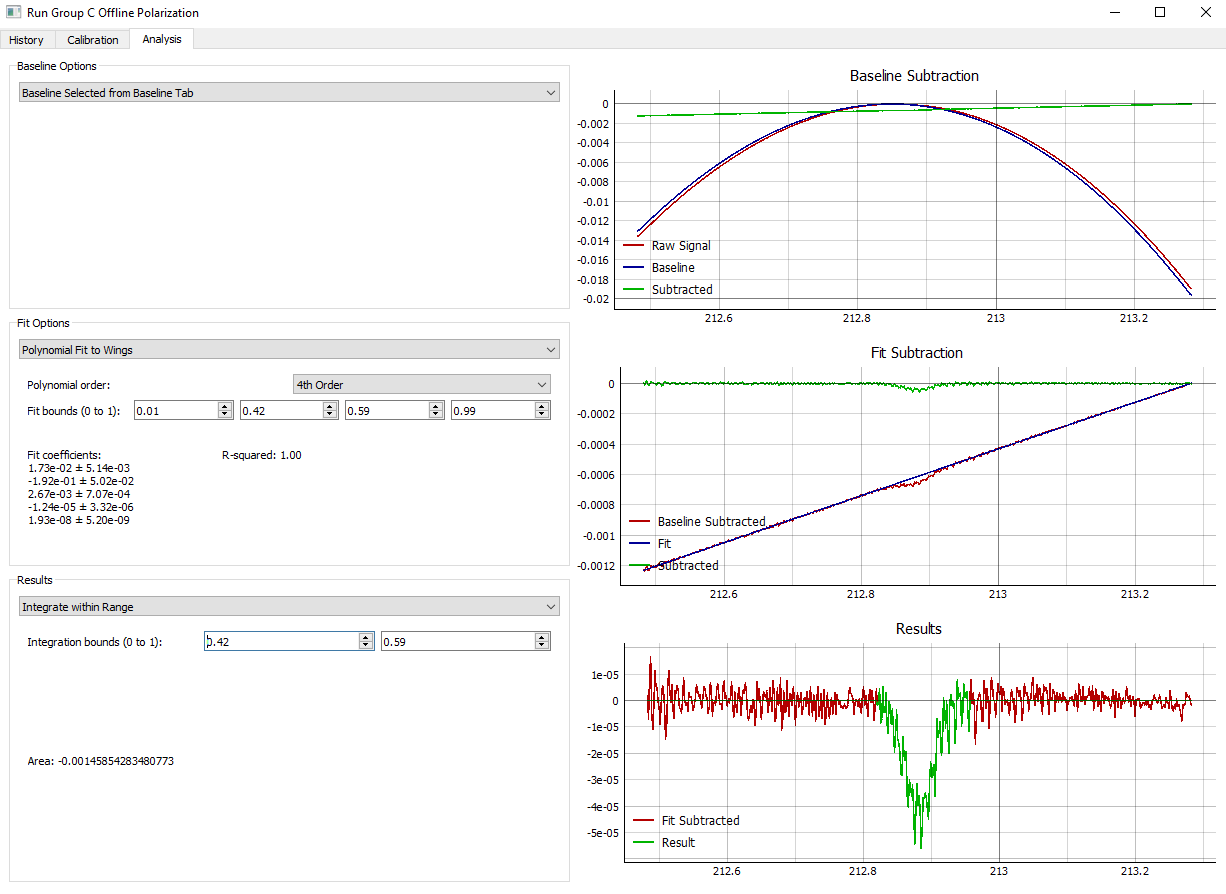 Run Group C Offline Polarization
History Calibration Analysis
Baseline Options
Baseline Selected from Baseline Tab
Fit Options
Polynomial Fit to Wings
Polynomial order: 4th Order
Fit bounds (0 to 1): 0.01 0.42 0.59 0.99
Fit coefficients: R-squared: 1.00
1.73e-02 ± 5.14e-03
-1.92e-01 ± 5.02e-02
2.67e-03 ± 7.07e-04
-1.24e-05 ± 3.32e-06
1.93e-08 ± 5.20e-09
Results
Integrate within Range
Integration bounds (0 to 1): 0.42 0.59
Area: -0.00145854283480773
Baseline Subtraction
0
-0.002
-0.004
-0.006
-0.008
-0.01
-0.012
-0.014
-0.016
-0.018
-0.02
Raw Signal
Baseline
Subtracted
212.6 212.8 213 213.2
Fit Subtraction
0
-0.0002
-0.0004
-0.0006
-0.0008
-0.001
-0.0012
Baseline Subtracted
Fit
Subtracted
212.6 212.8 213 213.2
Results
1e-05
0
-1e-05
-2e-05
-3e-05
-4e-05
-5e-05
Fit Subtracted
Result
212.6 212.8 213 213.2